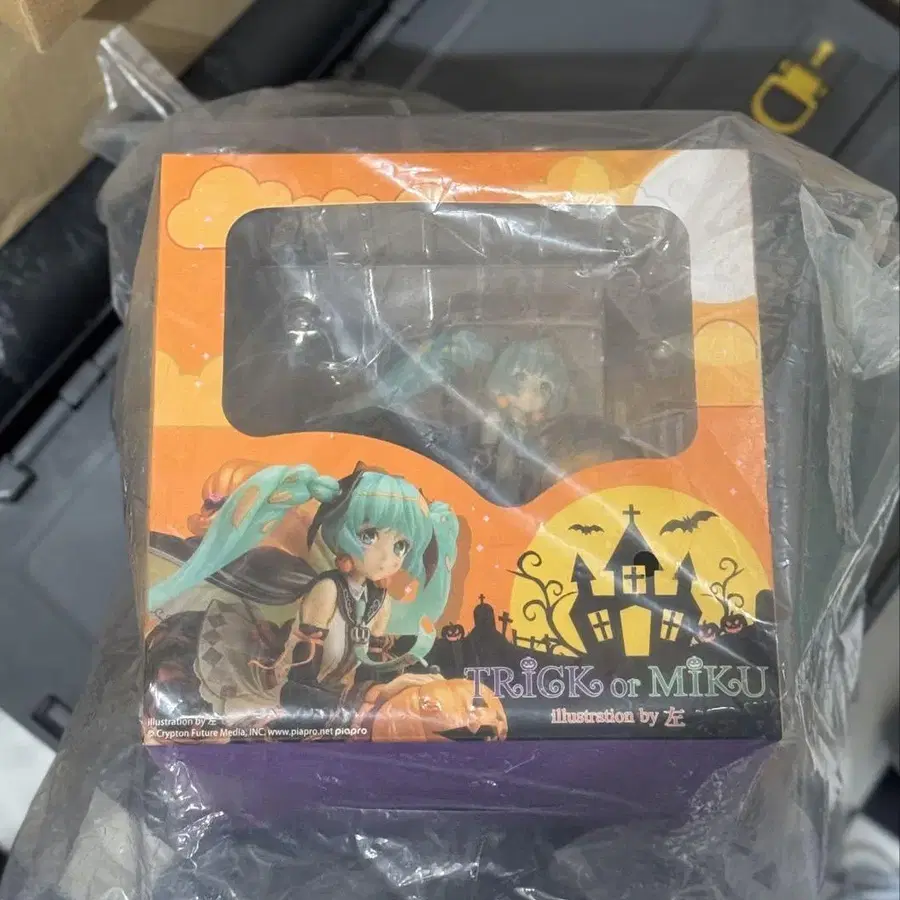 TRICK or MIKU
illustration by 左
illustration by 左
© Crypton Future Media, INC. www.piapro.net piapro